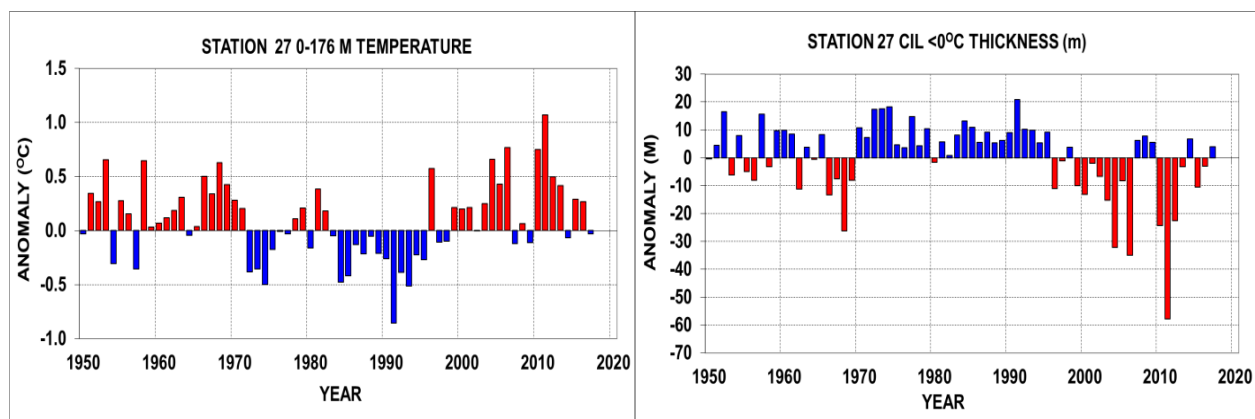 STATION 27 0-176 M TEMPERATURE
1.5
1.0
0.5
0.0
-0.5
-1.0
ANOMALY (ºC)
1950 1960 1970 1980 1990 2000 2010 2020
YEAR
STATION 27 CIL <0ºC THICKNESS (m)
30
20
10
0
-10
-20
-30
-40
-50
-60
-70
ANOMALY (M)
1950 1960 1970 1980 1990 2000 2010 2020
YEAR